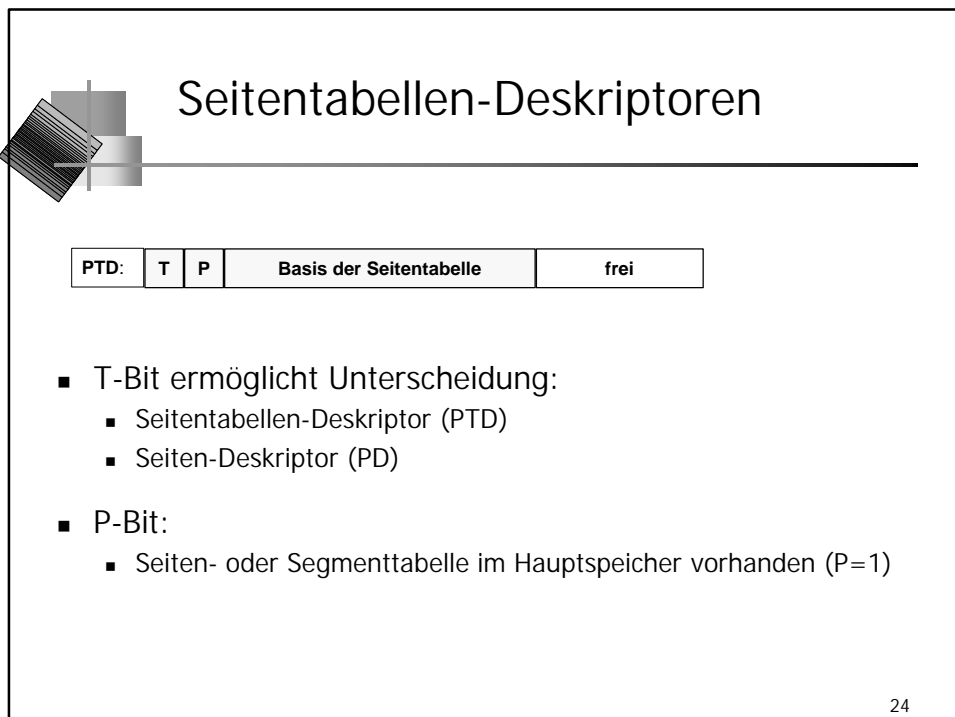 Seitentabellen-Deskriptoren
PTD: T P Basis der Seitentabelle frei
▪ T-Bit ermöglicht Unterscheidung:
▪ Seitentabellen-Deskriptor (PTD)
▪ Seiten-Deskriptor (PD)
▪ P-Bit:
▪ Seiten- oder Segmenttabelle im Hauptspeicher vorhanden (P=1)
24